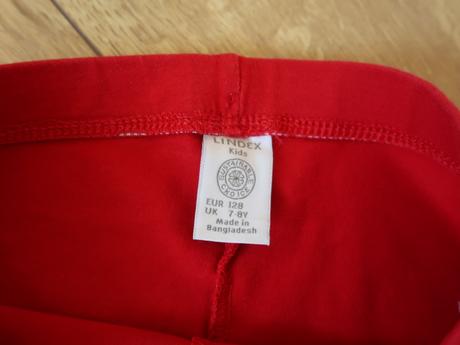 LINDEX
Kids
SUSTAINABLE
CHOICE
EUR 128
UK 7-8Y
Made in
Bangladesh